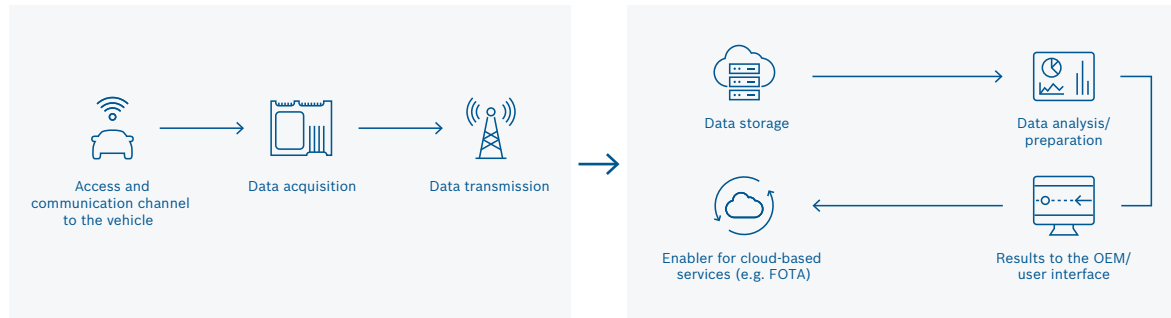 Access and
communication channel
to the vehicle
Data acquisition
Data transmission
Data storage
Data analysis/
preparation
Enabler for cloud-based
services (e.g. FOTA)
Results to the OEM/
user interface